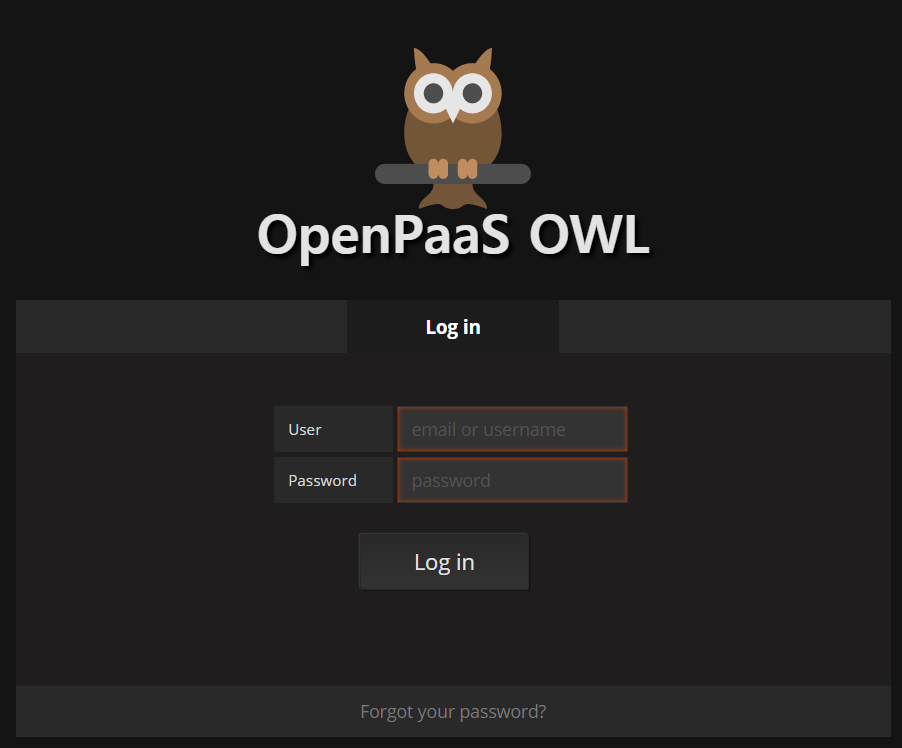 OpenPaaS OWL
Log in
User
email or username
Password
password
Log in
Forgot your password?